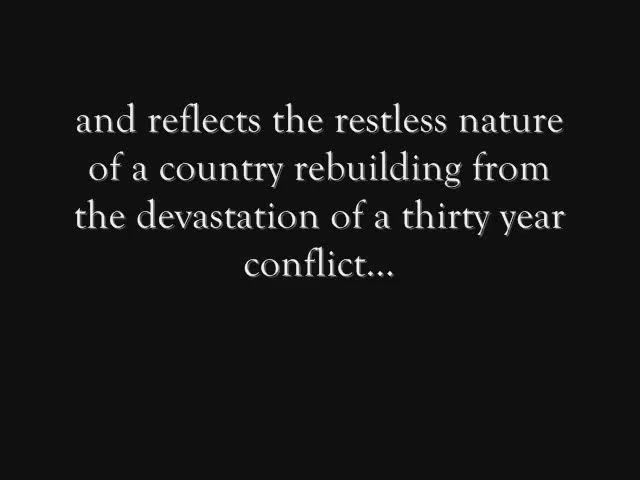 and reflects the restless nature
of a country rebuilding from
the devastation of a thirty year
conflict...